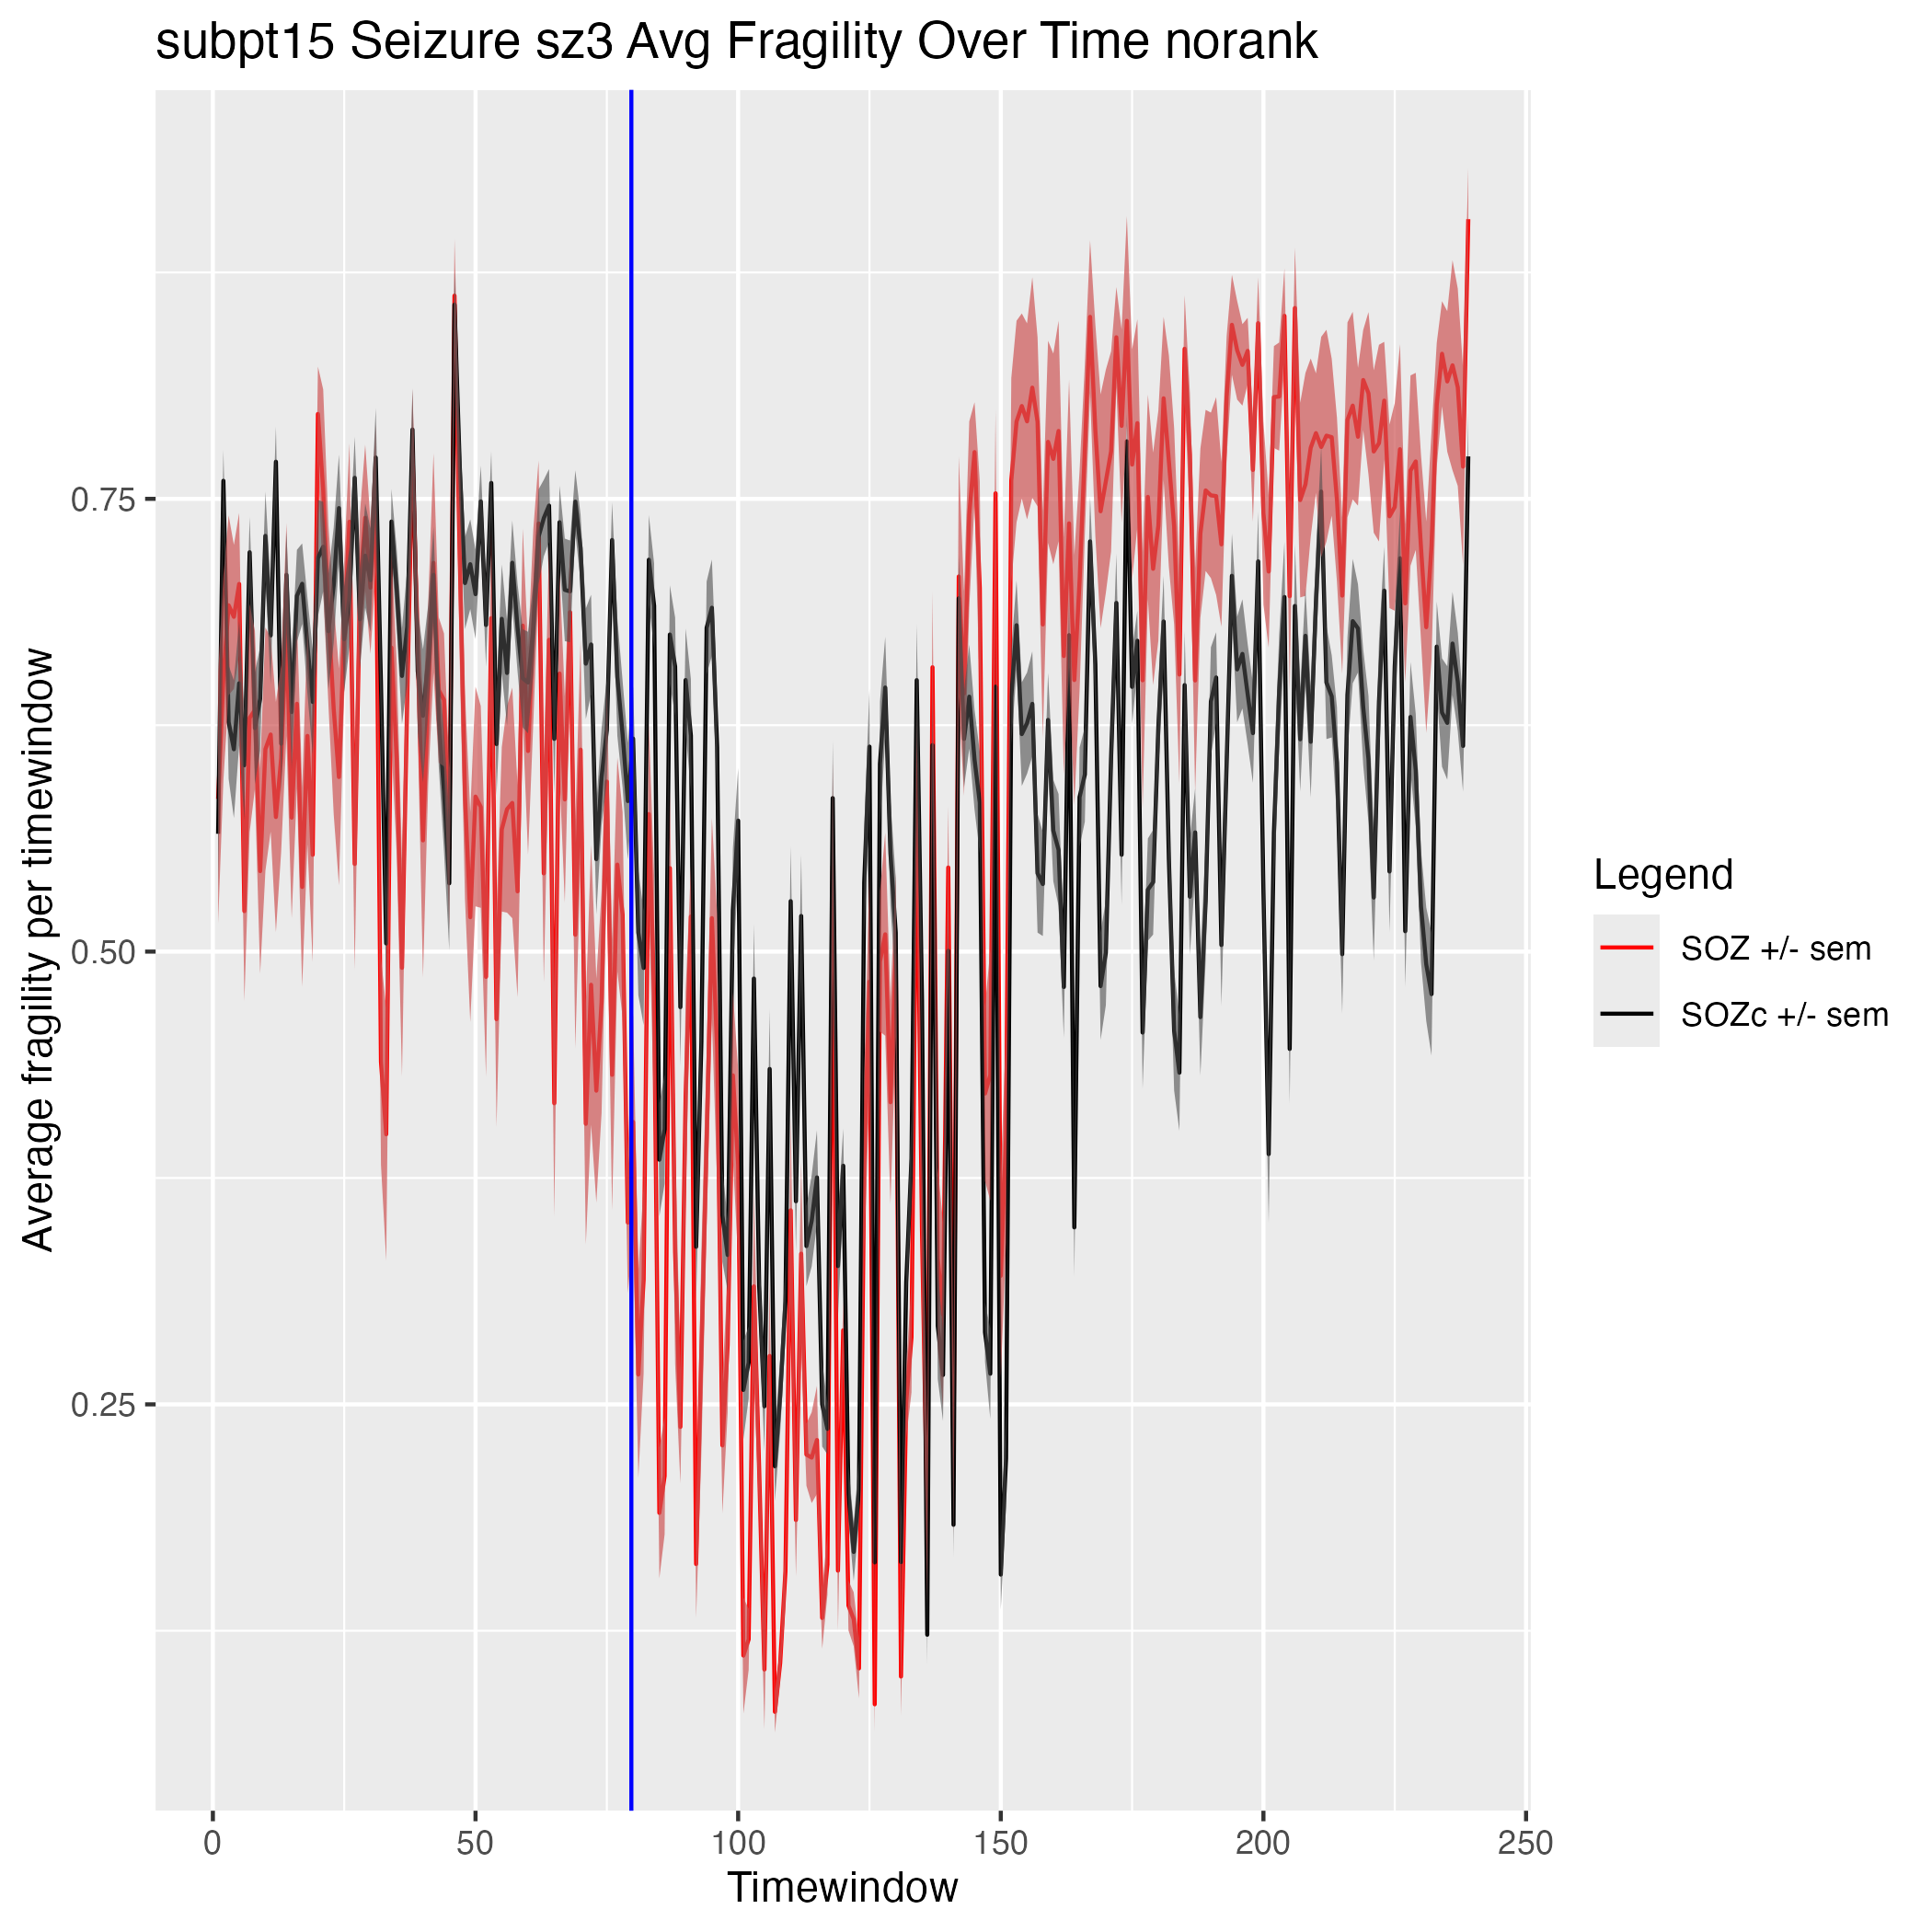 subpt15 Seizure sz3 Avg Fragility Over Time norank
Average fragility per timewindow
0.75
0.50
0.25
0
50
100
150
200
250
Timewindow
Legend
SOZ +/- sem
SOZc +/- sem